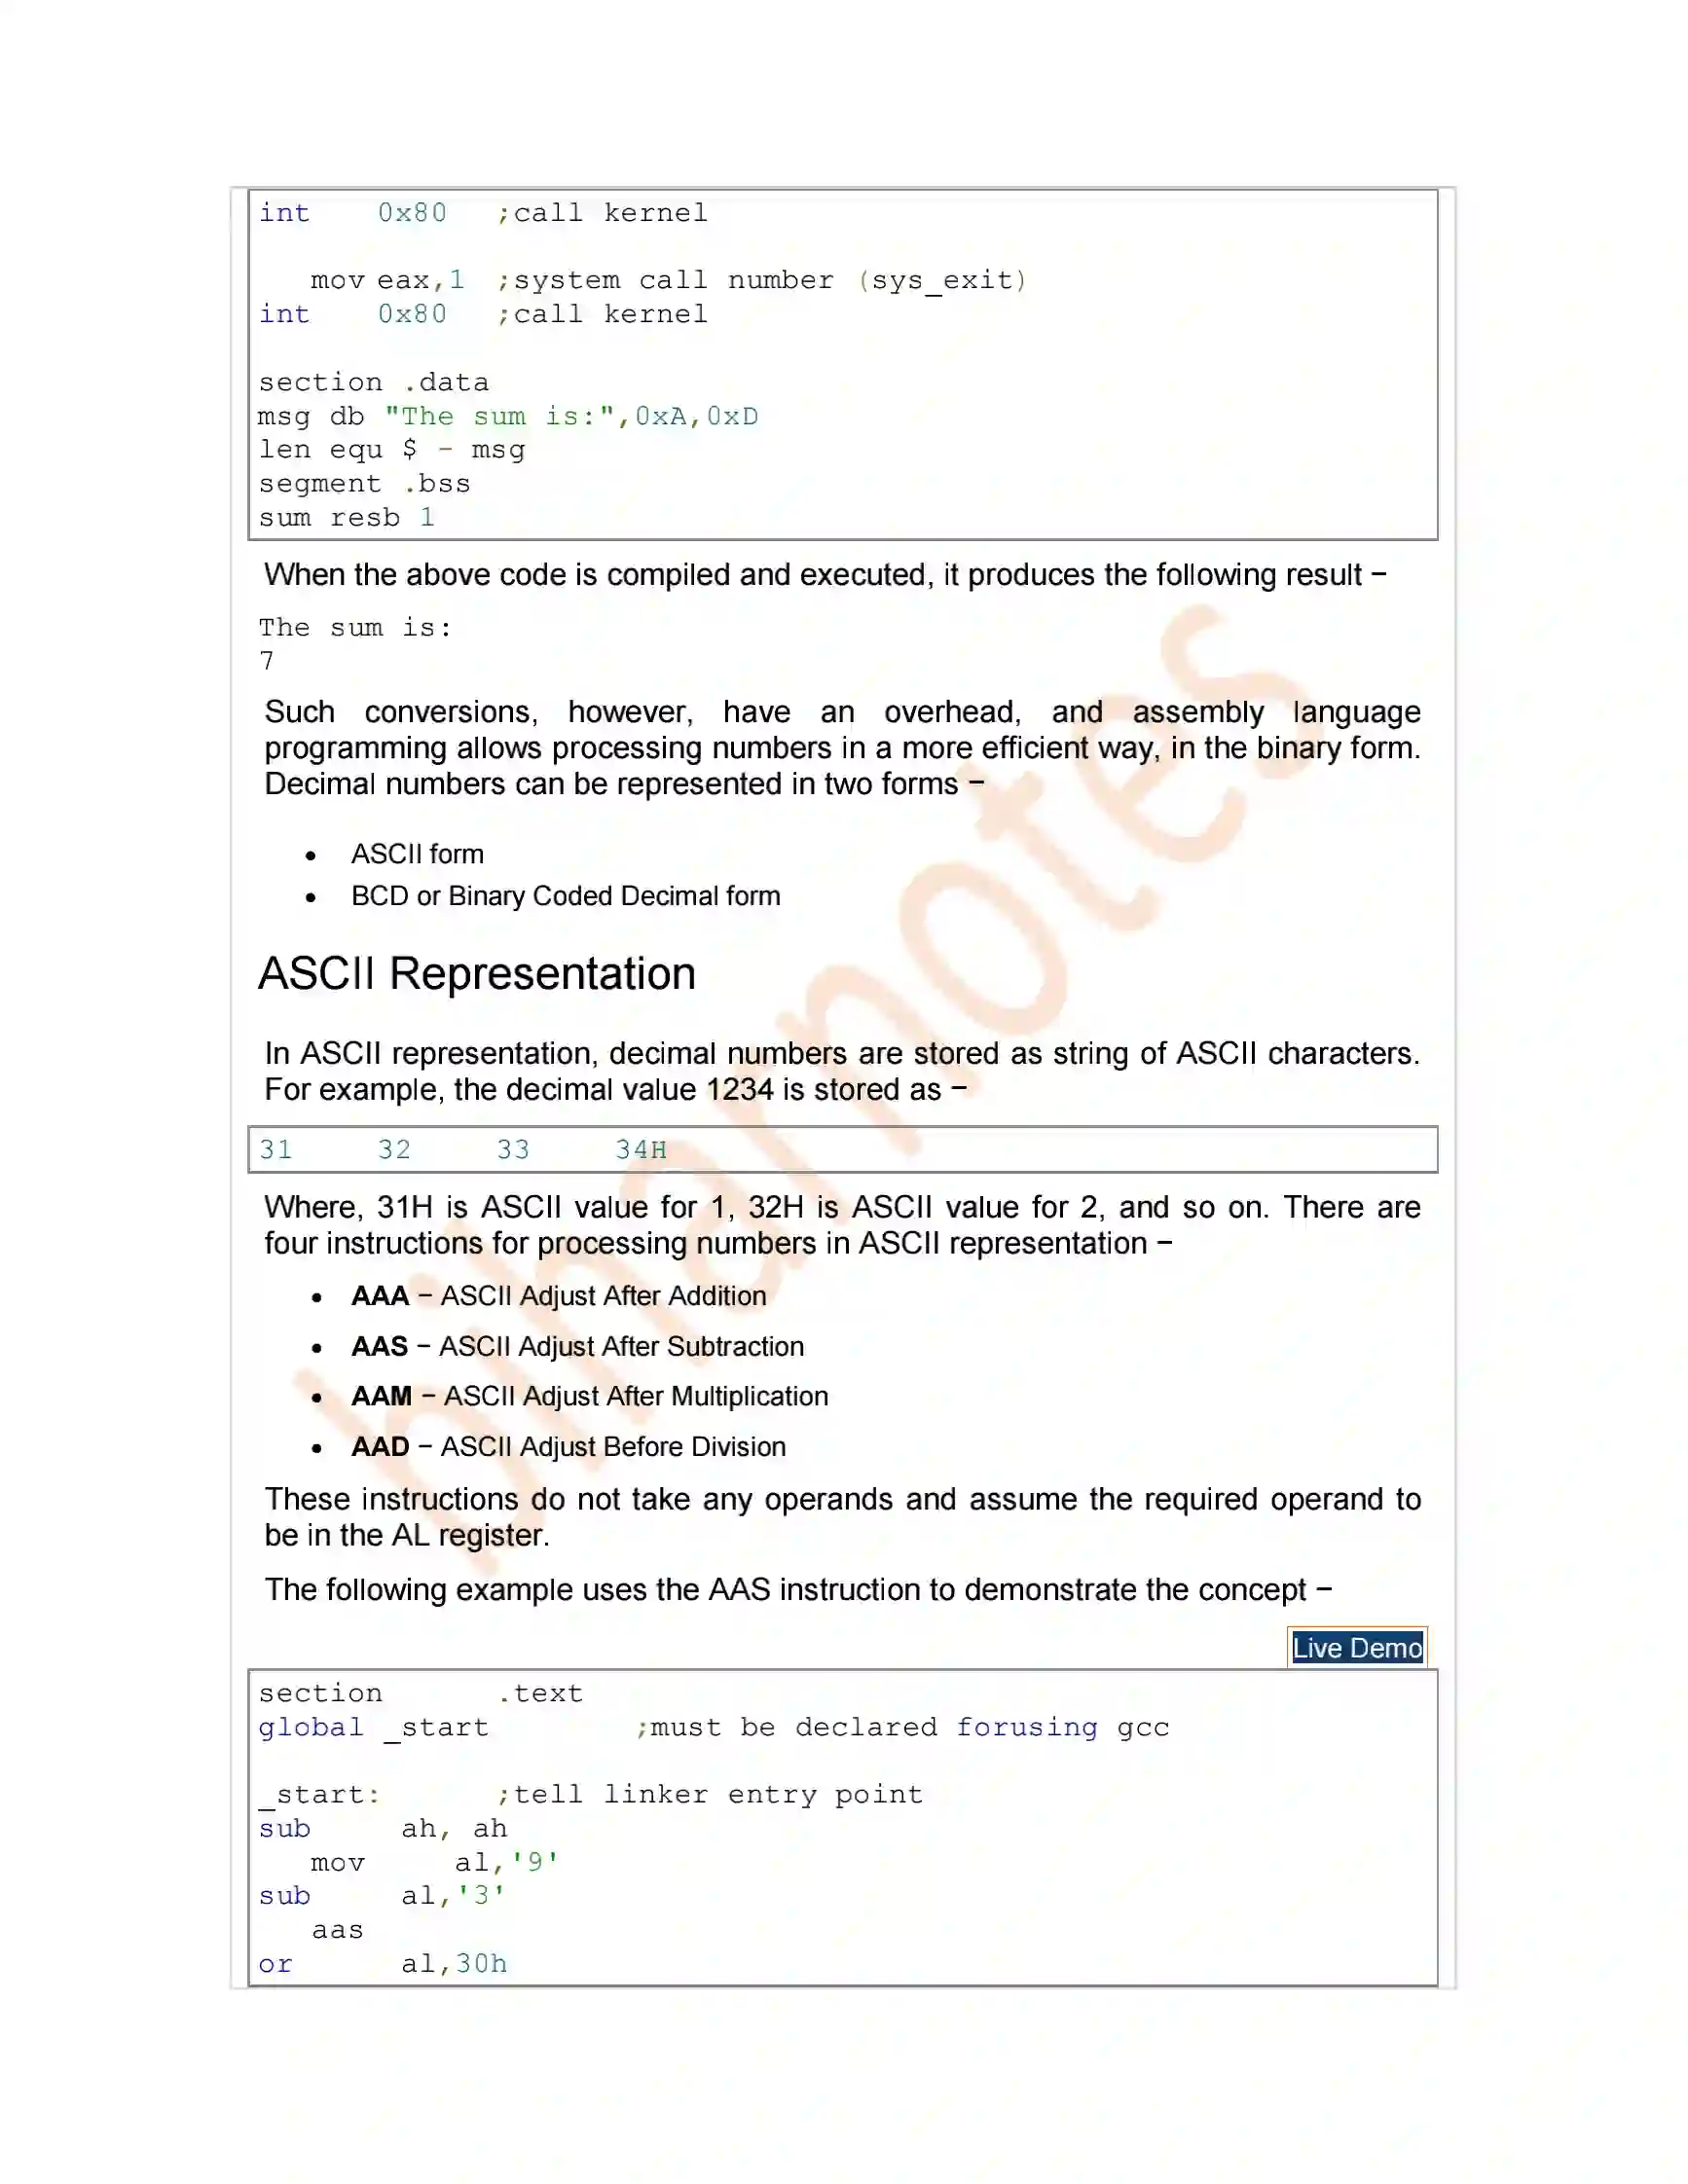 int    0x80   ;call kernel
   mov eax,1  ;system call number (sys_exit)
int    0x80   ;call kernel
section .data
msg db "The sum is:",0xA,0xD
len equ $ - msg
segment .bss
sum resb 1
When the above code is compiled and executed, it produces the following result −
The sum is:
7
Such conversions, however, have an overhead, and assembly language
programming allows processing numbers in a more efficient way, in the binary form.
Decimal numbers can be represented in two forms −
• ASCII form
• BCD or Binary Coded Decimal form
ASCII Representation
In ASCII representation, decimal numbers are stored as string of ASCII characters.
For example, the decimal value 1234 is stored as −
31     32     33     34H
Where, 31H is ASCII value for 1, 32H is ASCII value for 2, and so on. There are
four instructions for processing numbers in ASCII representation −
• AAA − ASCII Adjust After Addition
• AAS − ASCII Adjust After Subtraction
• AAM − ASCII Adjust After Multiplication
• AAD − ASCII Adjust Before Division
These instructions do not take any operands and assume the required operand to
be in the AL register.
The following example uses the AAS instruction to demonstrate the concept −
Live Demo
section       .text
global _start        ;must be declared forusing gcc
_start:       ;tell linker entry point
sub     ah, ah
   mov     al,'9'
sub     al,'3'
   aas
or      al,30h
biharnotes